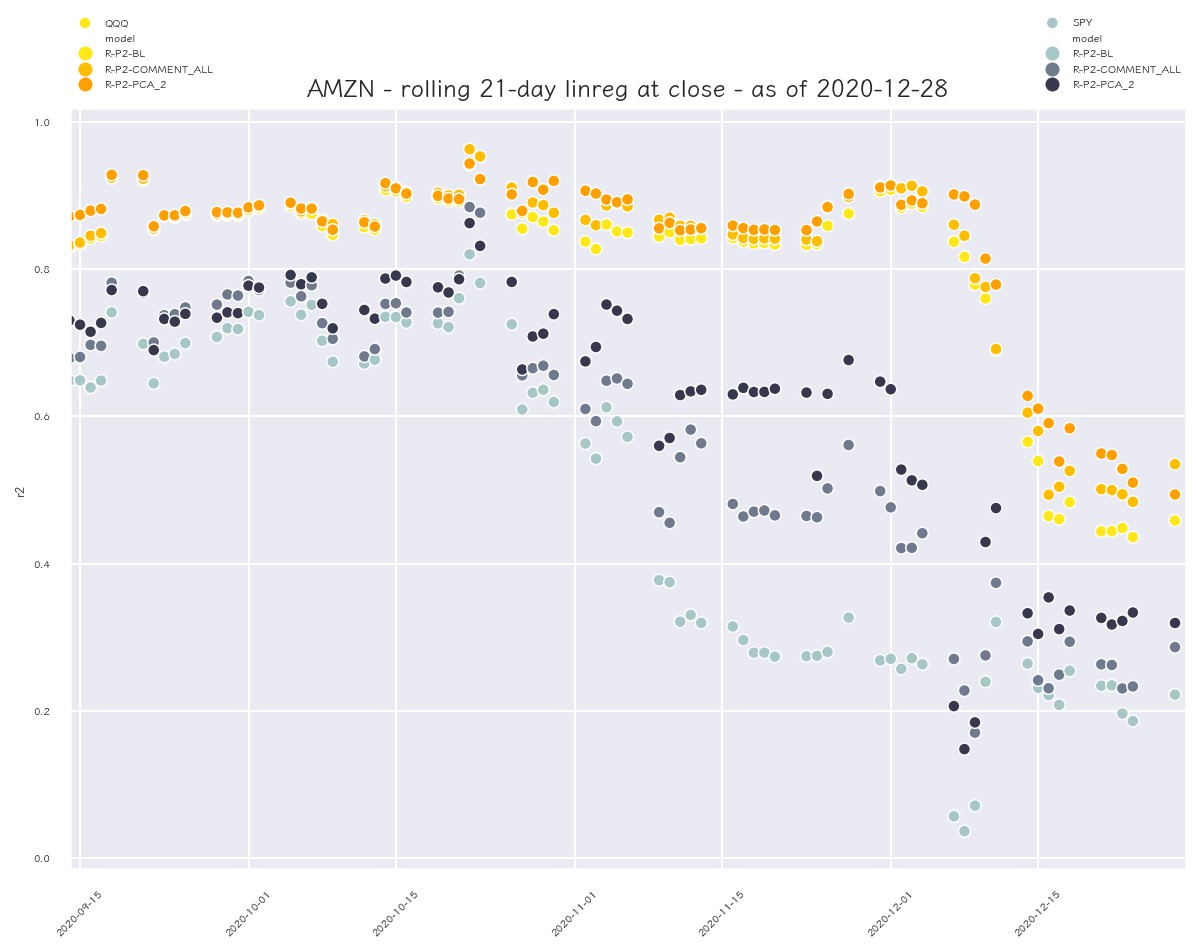 QQQ
model
R-P2-BL
R-P2-COMMENT_ALL
R-P2-PCA_2
SPY
model
R-P2-BL
R-P2-COMMENT_ALL
R-P2-PCA_2
AMZN - rolling 21-day linreg at close - as of 2020-12-28
1.0
0.8
0.6
0.4
0.2
0.0
r2
2020-09-15
2020-10-01
2020-10-15
2020-11-01
2020-11-15
2020-12-01
2020-12-15